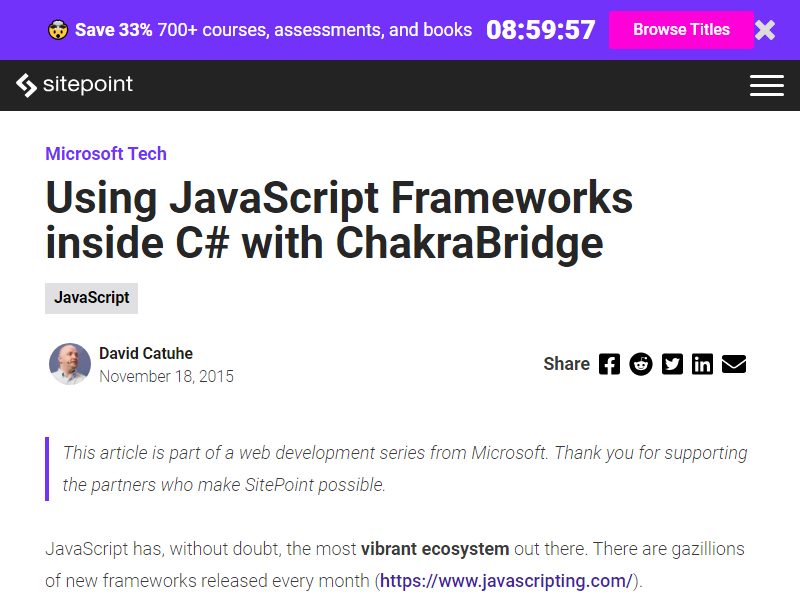 Save 33% 700+ courses, assessments, and books 08:59:57 Browse Titles
sitepoint
Microsoft Tech
Using JavaScript Frameworks
inside C# with ChakraBridge
JavaScript
David Catuhe
November 18, 2015
Share
This article is part of a web development series from Microsoft. Thank you for supporting
the partners who make SitePoint possible.
JavaScript has, without doubt, the most vibrant ecosystem out there. There are gazillions
of new frameworks released every month (https://www.javascripting.com/).